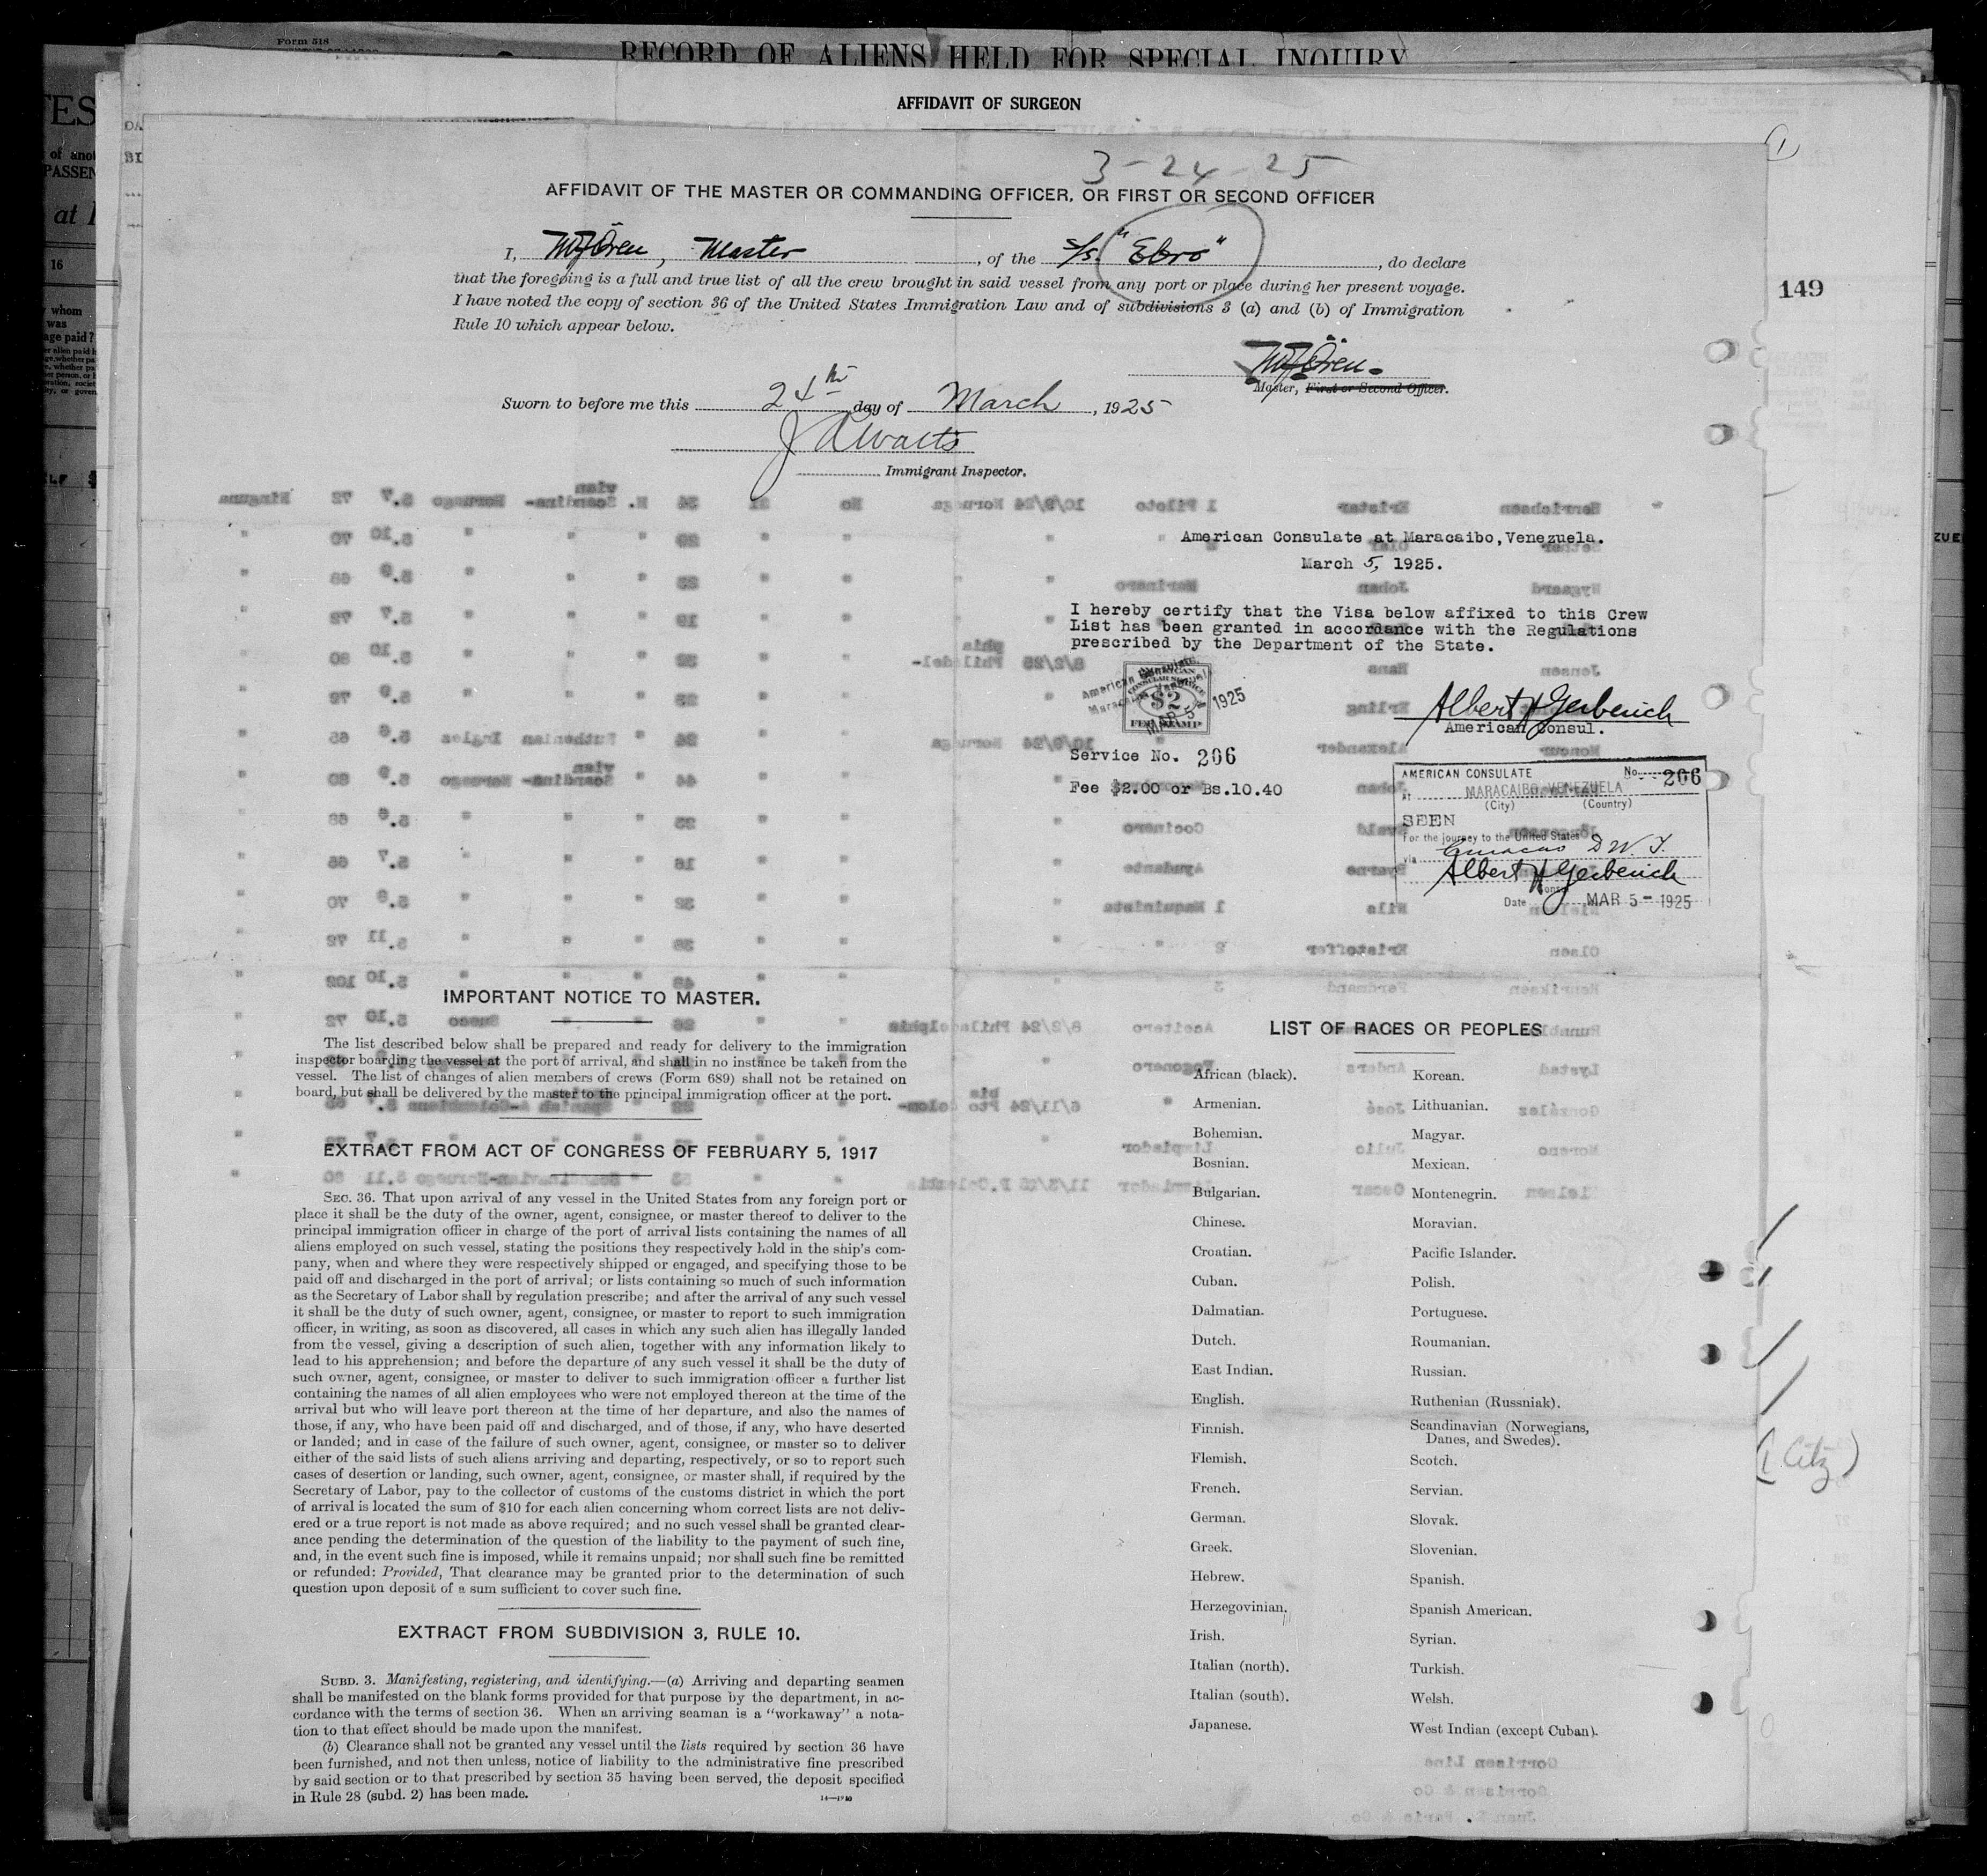 Form 518
RECORD OF ALIENS HELD FOR SPECIAL INQUIRY
AFFIDAVIT OF SURGEON
3-24-25
AFFIDAVIT OF THE MASTER OR COMMANDING OFFICER, OR FIRST OR SECOND OFFICER
I, Master, of the S/s. "Ebro", do declare
that the foregoing is a full and true list of all the crew brought in said vessel from any port or place during her present voyage.
I have noted the copy of section 36 of the United States Immigration Law and of subdivisions 3 (a) and (b) of Immigration
Rule 10 which appear below.
149
Master, First or Second Officer.
Sworn to before me this 24th day of March, 1925
Immigrant Inspector.
American Consulate at Maracaibo, Venezuela.
March 5, 1925.
I hereby certify that the Visa below affixed to this Crew
List has been granted in accordance with the Regulations
prescribed by the Department of the State.
$2
FEE STAMP
MAR 5 1925
Albert H Gerberich
American Consul.
Service No. 206
Fee $2.00 or Bs.10.40
AMERICAN CONSULATE No. 206
At MARACAIBO, VENEZUELA
(City) (Country)
SEEN
For the journey to the United States
via Curacao D W I.
Albert H Gerberich
Date MAR 5 - 1925
IMPORTANT NOTICE TO MASTER.
The list described below shall be prepared and ready for delivery to the immigration
inspector boarding the vessel at the port of arrival, and shall in no instance be taken from the
vessel. The list of changes of alien members of crews (Form 689) shall not be retained on
board, but shall be delivered by the master to the principal immigration officer at the port.
EXTRACT FROM ACT OF CONGRESS OF FEBRUARY 5, 1917
SEC. 36. That upon arrival of any vessel in the United States from any foreign port or
place it shall be the duty of the owner, agent, consignee, or master thereof to deliver to the
principal immigration officer in charge of the port of arrival lists containing the names of all
aliens employed on such vessel, stating the positions they respectively hold in the ship's com-
pany, when and where they were respectively shipped or engaged, and specifying those to be
paid off and discharged in the port of arrival; or lists containing so much of such information
as the Secretary of Labor shall by regulation prescribe; and after the arrival of any such vessel
it shall be the duty of such owner, agent, consignee, or master to report to such immigration
officer, in writing, as soon as discovered, all cases in which any such alien has illegally landed
from the vessel, giving a description of such alien, together with any information likely to
lead to his apprehension; and before the departure of any such vessel it shall be the duty of
such owner, agent, consignee, or master to deliver to such immigration officer a further list
containing the names of all alien employees who were not employed thereon at the time of the
arrival but who will leave port thereon at the time of her departure, and also the names of
those, if any, who have been paid off and discharged, and of those, if any, who have deserted
or landed; and in case of the failure of such owner, agent, consignee, or master so to deliver
either of the said lists of such aliens arriving and departing, respectively, or so to report such
cases of desertion or landing, such owner, agent, consignee, or master shall, if required by the
Secretary of Labor, pay to the collector of customs of the customs district in which the port
of arrival is located the sum of $10 for each alien concerning whom correct lists are not deliv-
ered or a true report is not made as above required; and no such vessel shall be granted clear-
ance pending the determination of the question of the liability to the payment of such fine,
and, in the event such fine is imposed, while it remains unpaid; nor shall such fine be remitted
or refunded: Provided, That clearance may be granted prior to the determination of such
question upon deposit of a sum sufficient to cover such fine.
EXTRACT FROM SUBDIVISION 3, RULE 10.
SUBD. 3. Manifesting, registering, and identifying.—(a) Arriving and departing seamen
shall be manifested on the blank forms provided for that purpose by the department, in ac-
cordance with the terms of section 36. When an arriving seaman is a "workaway" a nota-
tion to that effect should be made upon the manifest.
(b) Clearance shall not be granted any vessel until the lists required by section 36 have
been furnished, and not then unless, notice of liability to the administrative fine prescribed
by said section or to that prescribed by section 35 having been served, the deposit specified
in Rule 28 (subd. 2) has been made.
LIST OF RACES OR PEOPLES
African (black).
Armenian.
Bohemian.
Bosnian.
Bulgarian.
Chinese.
Croatian.
Cuban.
Dalmatian.
Dutch.
East Indian.
English.
Finnish.
Flemish.
French.
German.
Greek.
Hebrew.
Herzegovinian.
Irish.
Italian (north).
Italian (south).
Japanese.
Korean.
Lithuanian.
Magyar.
Mexican.
Montenegrin.
Moravian.
Pacific Islander.
Polish.
Portuguese.
Roumanian.
Russian.
Ruthenian (Russniak).
Scandinavian (Norwegians,
Danes, and Swedes).
Scotch.
Servian.
Slovak.
Slovenian.
Spanish.
Spanish American.
Syrian.
Turkish.
Welsh.
West Indian (except Cuban).
(1 Citz)